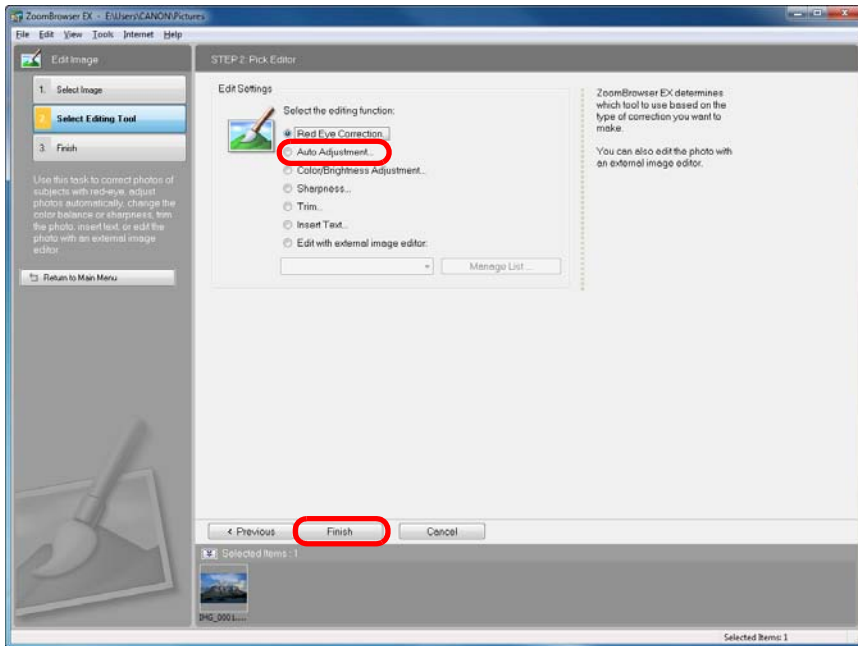 ZoomBrowser EX - E:\Users\CANON\Pictures
File Edit View Tools Internet Help
Edit Image
STEP 2: Pick Editor
1. Select Image
2. Select Editing Tool
3. Finish
Use this task to correct photos of
subjects with red-eye, adjust
photos automatically, change the
color balance or sharpness, trim
the photo, insert text, or edit the
photo with an external image
editor.
Return to Main Menu
Edit Settings
Select the editing function:
Red Eye Correction...
Auto Adjustment...
Color/Brightness Adjustment...
Sharpness...
Trim...
Insert Text...
Edit with external image editor:
Manage List...
ZoomBrowser EX determines
which tool to use based on the
type of correction you want to
make.
You can also edit the photo with
an external image editor.
< Previous
Finish
Cancel
Selected Items : 1
IMG_0001....
Selected Items: 1